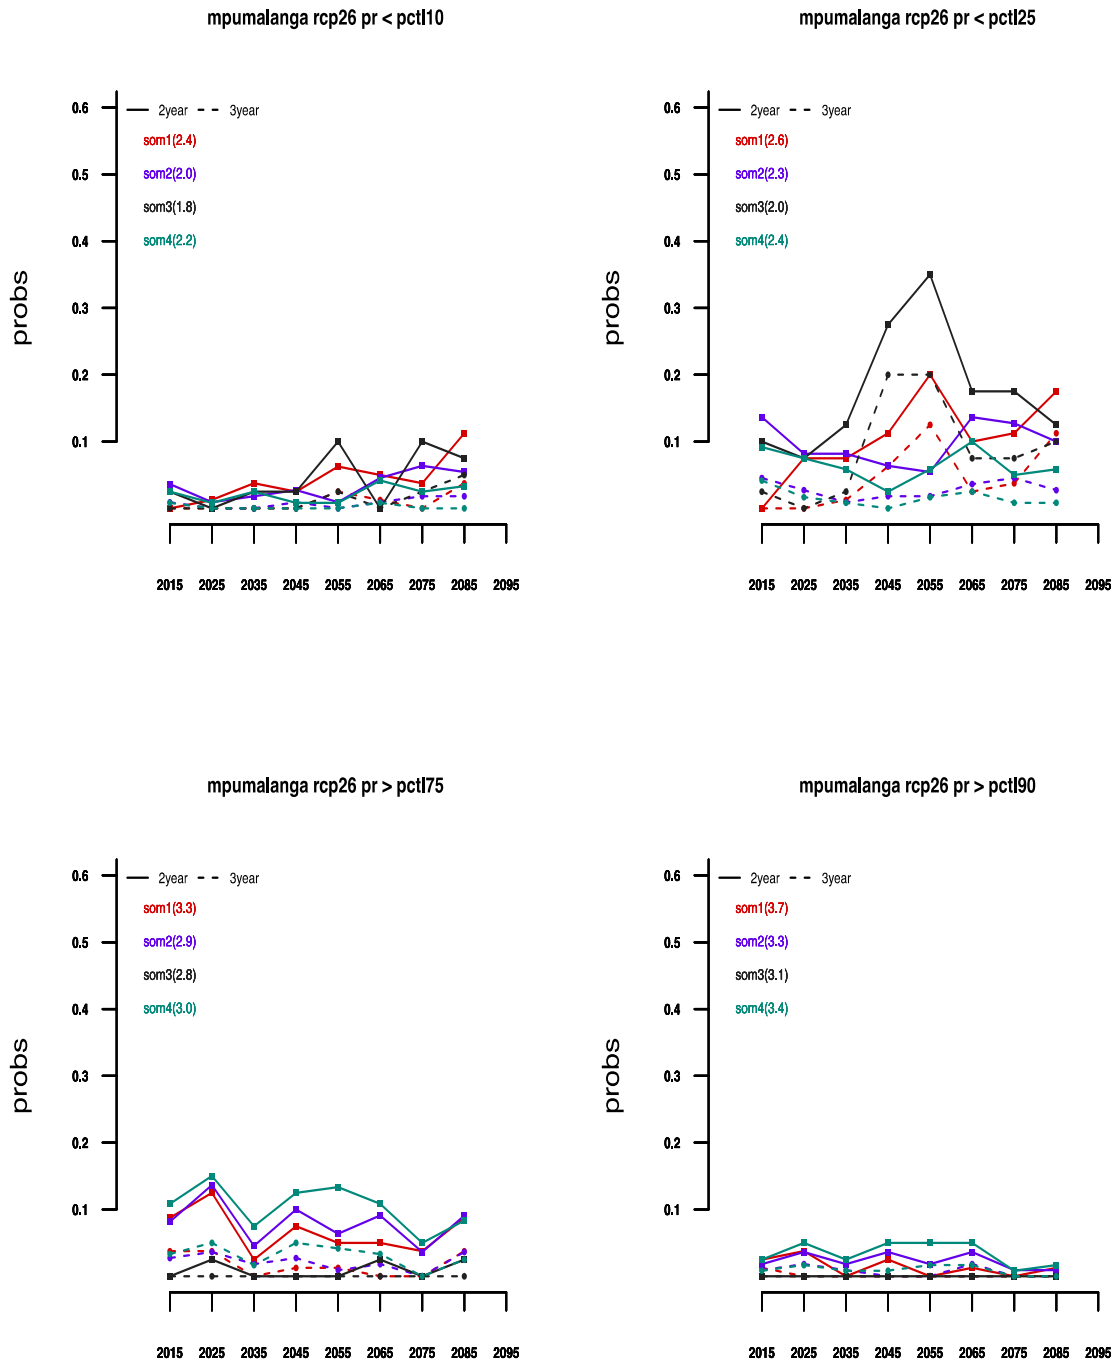 mpumalanga rcp26 pr < pctl10
0.6
0.5
0.4
0.3
0.2
0.1
probs
2year 3year
som1(2.4)
som2(2.0)
som3(1.8)
som4(2.2)
2015 2025 2035 2045 2055 2065 2075 2085 2095
mpumalanga rcp26 pr < pctl25
0.6
0.5
0.4
0.3
0.2
0.1
probs
2year 3year
som1(2.6)
som2(2.3)
som3(2.0)
som4(2.4)
2015 2025 2035 2045 2055 2065 2075 2085 2095
mpumalanga rcp26 pr > pctl75
0.6
0.5
0.4
0.3
0.2
0.1
probs
2year 3year
som1(3.3)
som2(2.9)
som3(2.8)
som4(3.0)
2015 2025 2035 2045 2055 2065 2075 2085 2095
mpumalanga rcp26 pr > pctl90
0.6
0.5
0.4
0.3
0.2
0.1
probs
2year 3year
som1(3.7)
som2(3.3)
som3(3.1)
som4(3.4)
2015 2025 2035 2045 2055 2065 2075 2085 2095